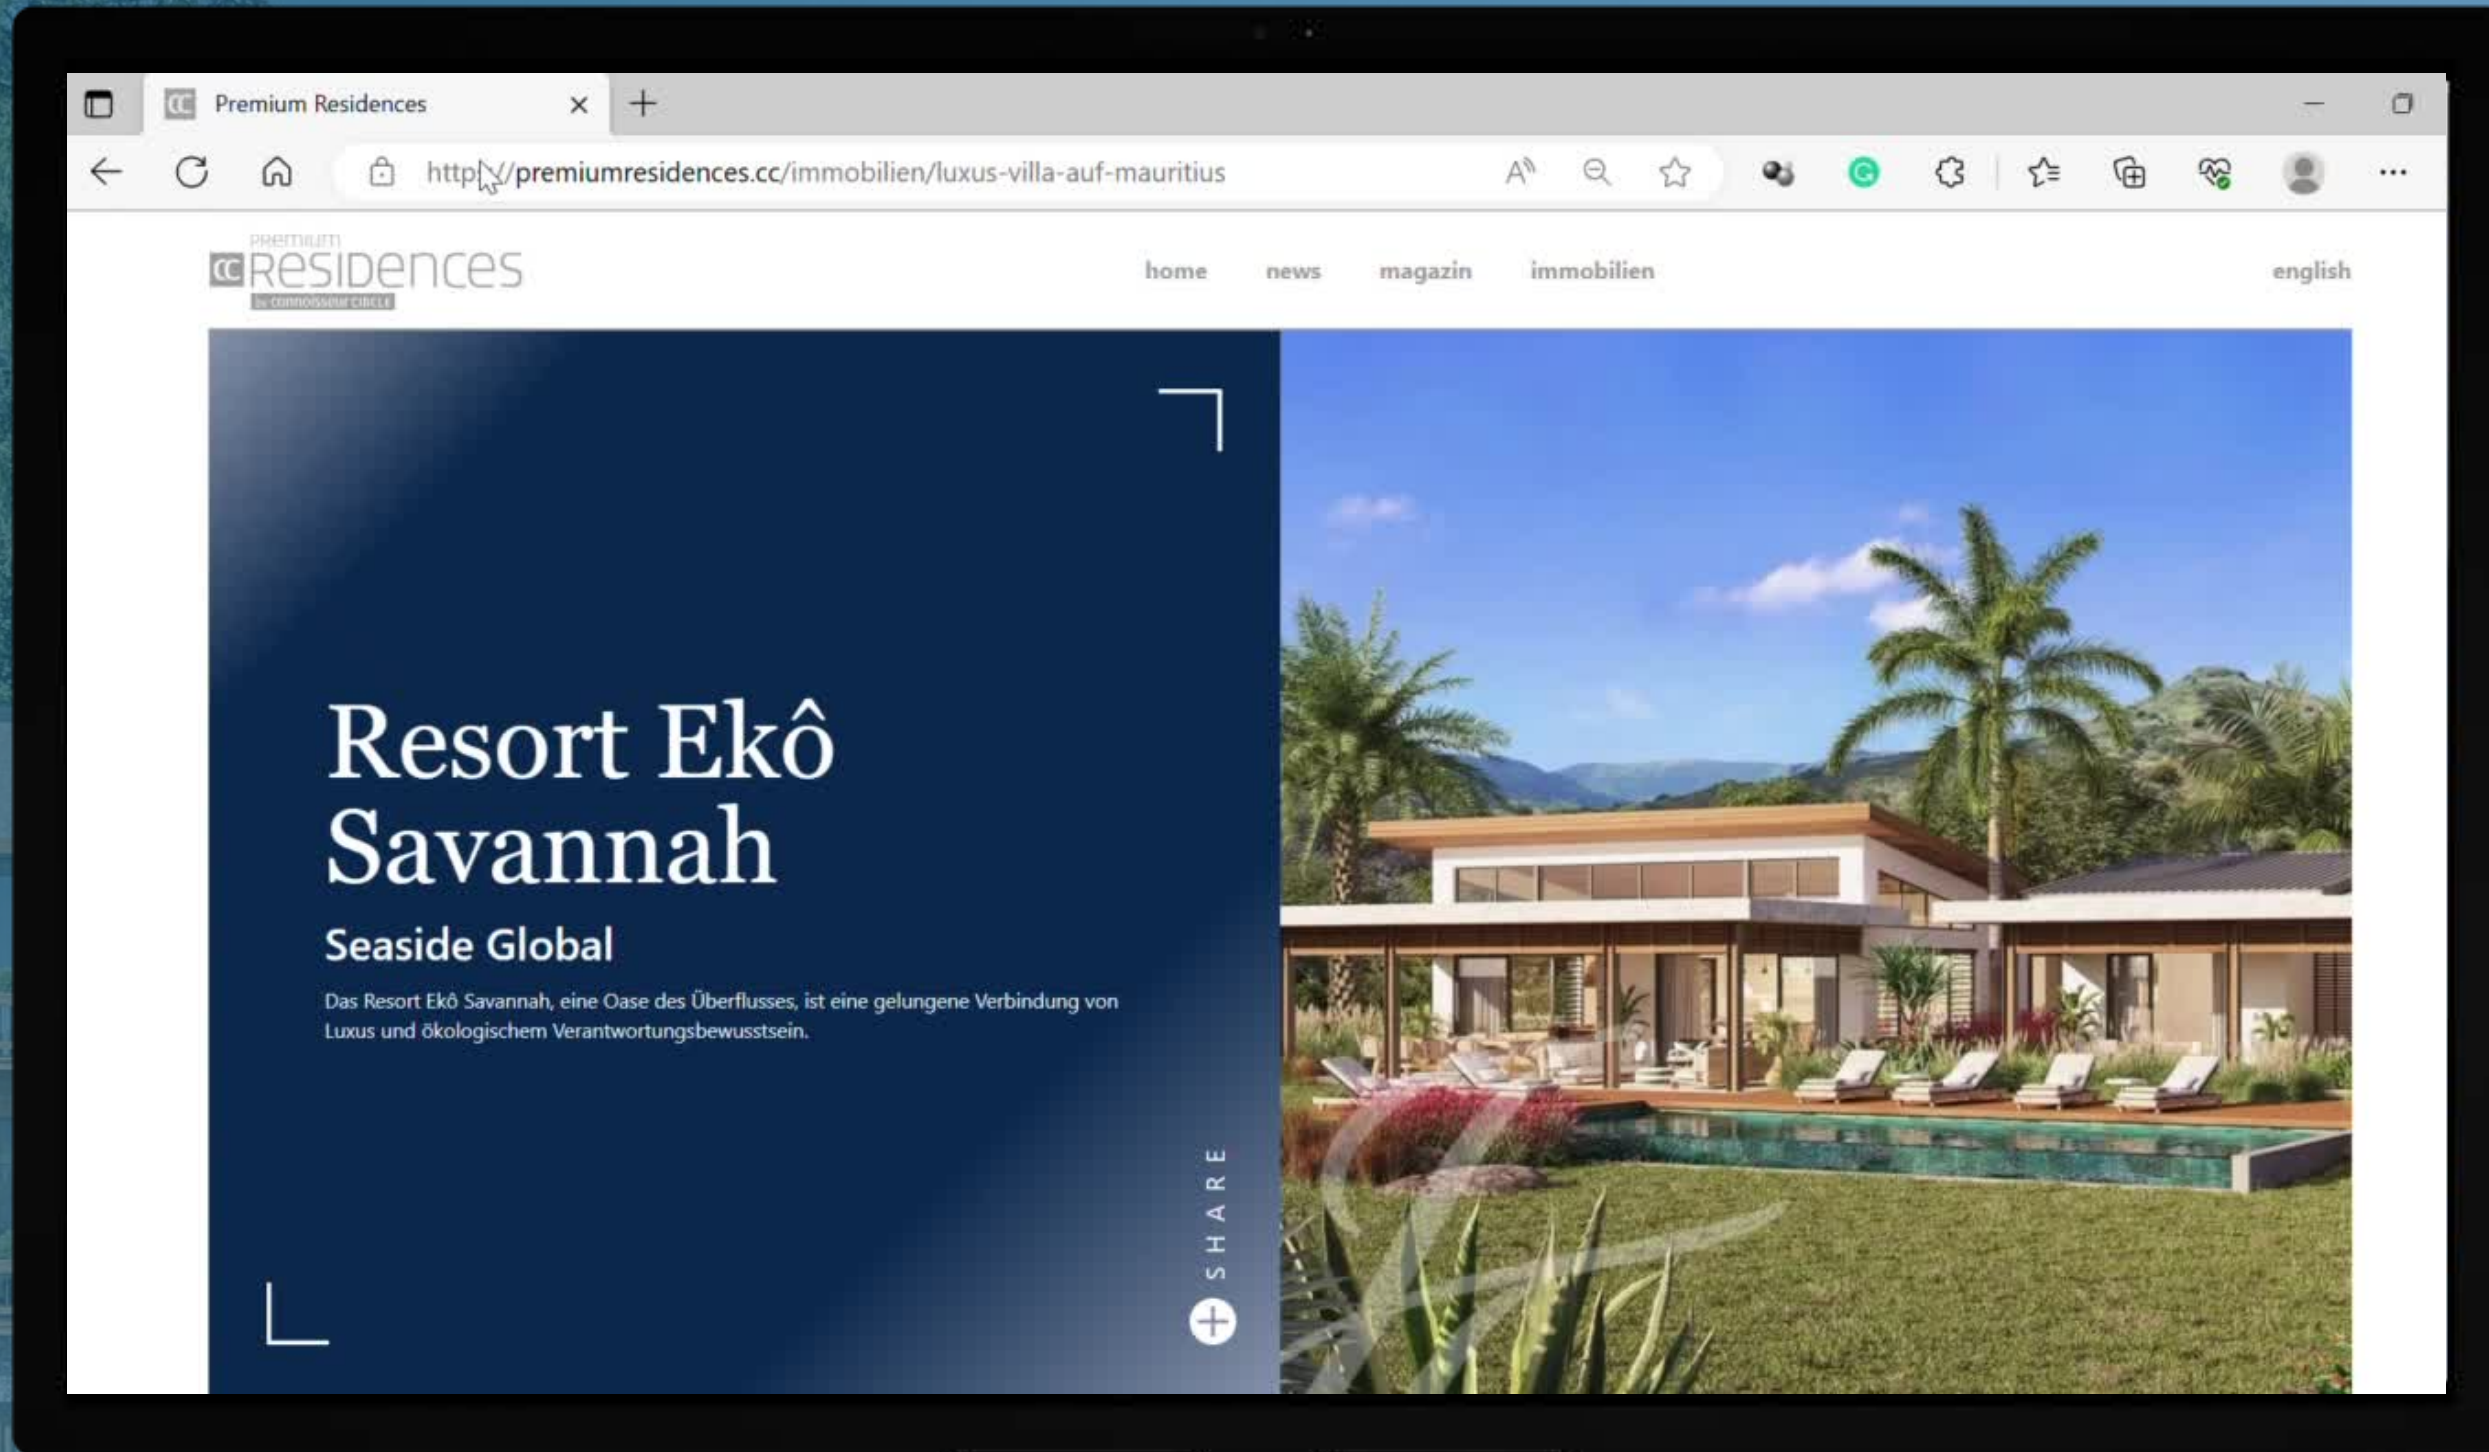 Premium Residences
https://premiumresidences.cc/immobilien/luxus-villa-auf-mauritius
PREMIUM
CC RESIDENCES
by CONNOISSEUR CIRCLE
home news magazin immobilien english
Resort Ekô
Savannah
Seaside Global
Das Resort Ekô Savannah, eine Oase des Überflusses, ist eine gelungene Verbindung von
Luxus und ökologischem Verantwortungsbewusstsein.
SHARE